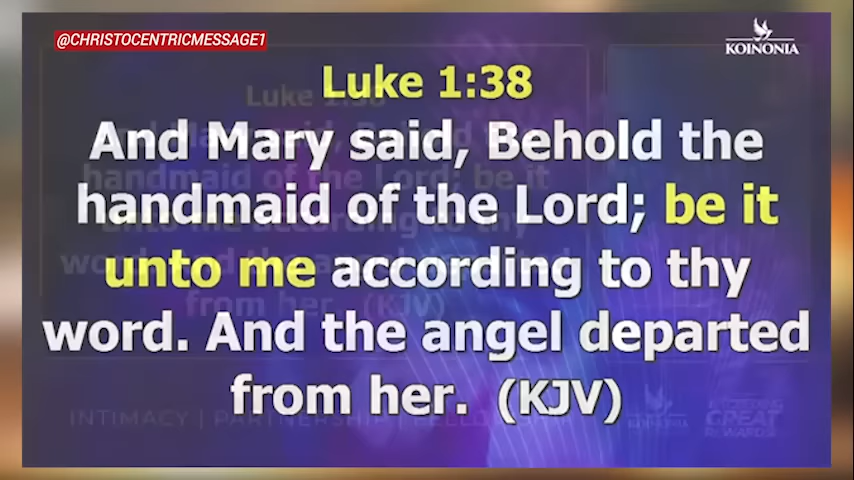 @CHRISTOCENTRICMESSAGE1
KOINONIA
Luke 1:38
And Mary said, Behold the
handmaid of the Lord; be it
unto me according to thy
word. And the angel departed
from her. (KJV)
INTIMACY | PARTNERSHIP |
GREAT